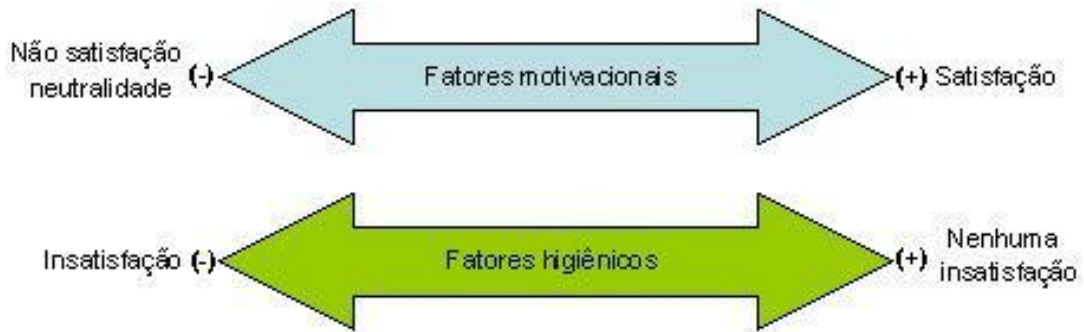 Não satisfação
neutralidade
(-)
Fatores motivacionais
(+) Satisfação
Insatisfação (-)
Fatores higiênicos
(+)
Nenhuma
insatisfação